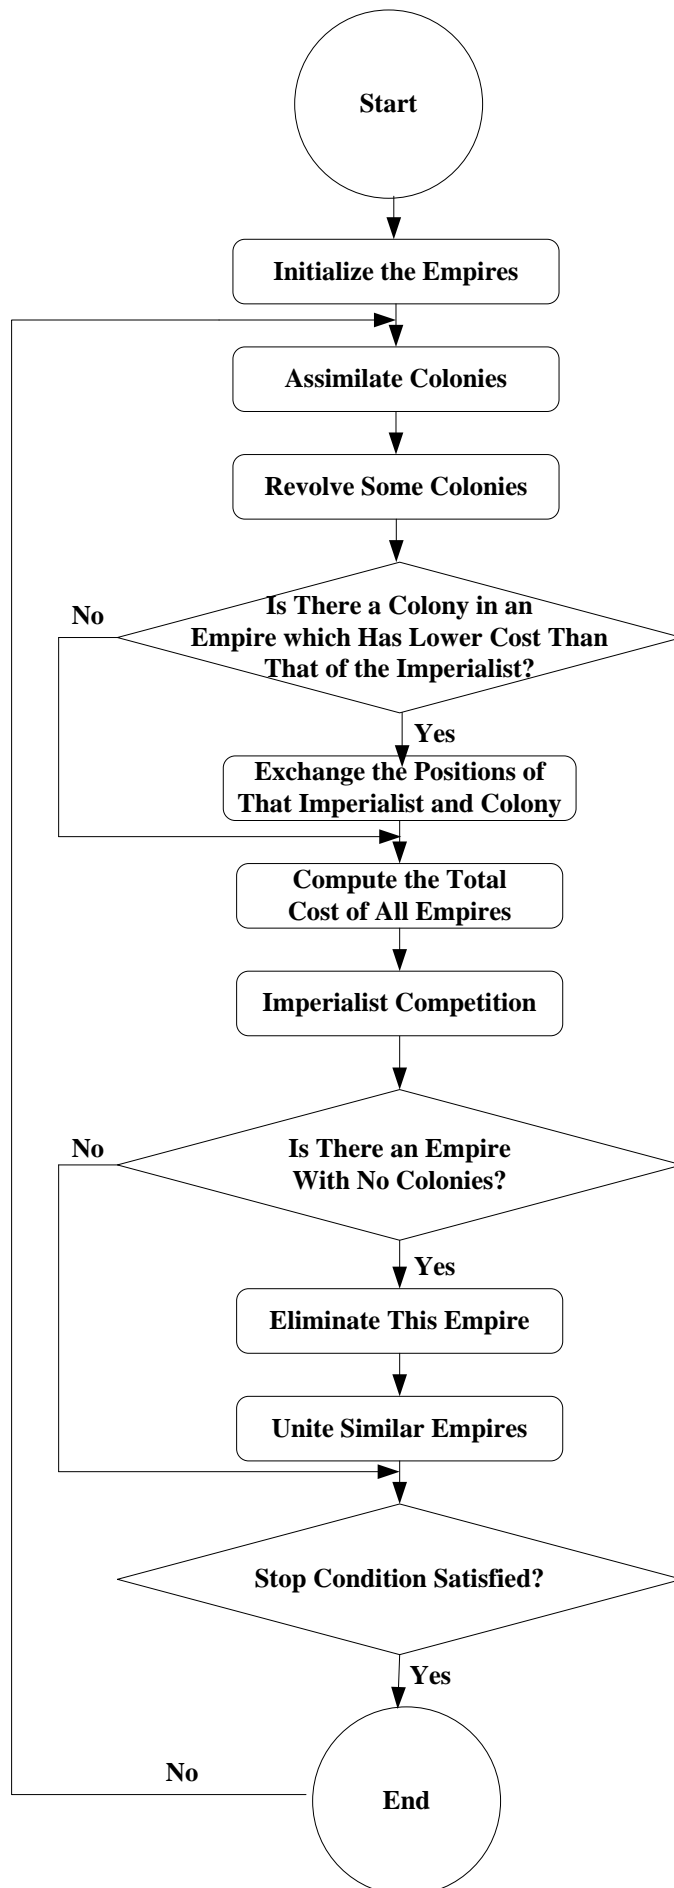 Start
Initialize the Empires
Assimilate Colonies
Revolve Some Colonies
Is There a Colony in an
Empire which Has Lower Cost Than
That of the Imperialist?
No
Yes
Exchange the Positions of
That Imperialist and Colony
Compute the Total
Cost of All Empires
Imperialist Competition
Is There an Empire
With No Colonies?
No
Yes
Eliminate This Empire
Unite Similar Empires
Stop Condition Satisfied?
Yes
No
End